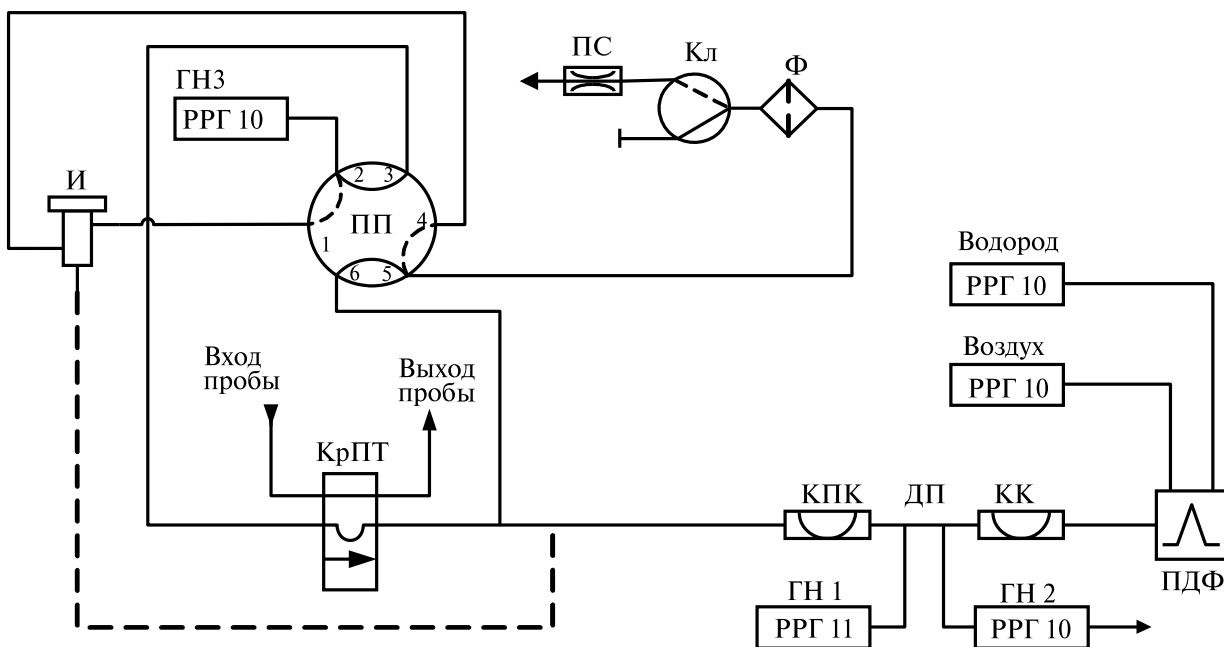 ПС
Кл
Ф
ГН3
РРГ 10
И
2
3
ПП
4
1
6
5
Водород
РРГ 10
Воздух
РРГ 10
Вход
пробы
Выход
пробы
КрПТ
КПК
ДП
КК
ПДФ
ГН 1
РРГ 11
ГН 2
РРГ 10